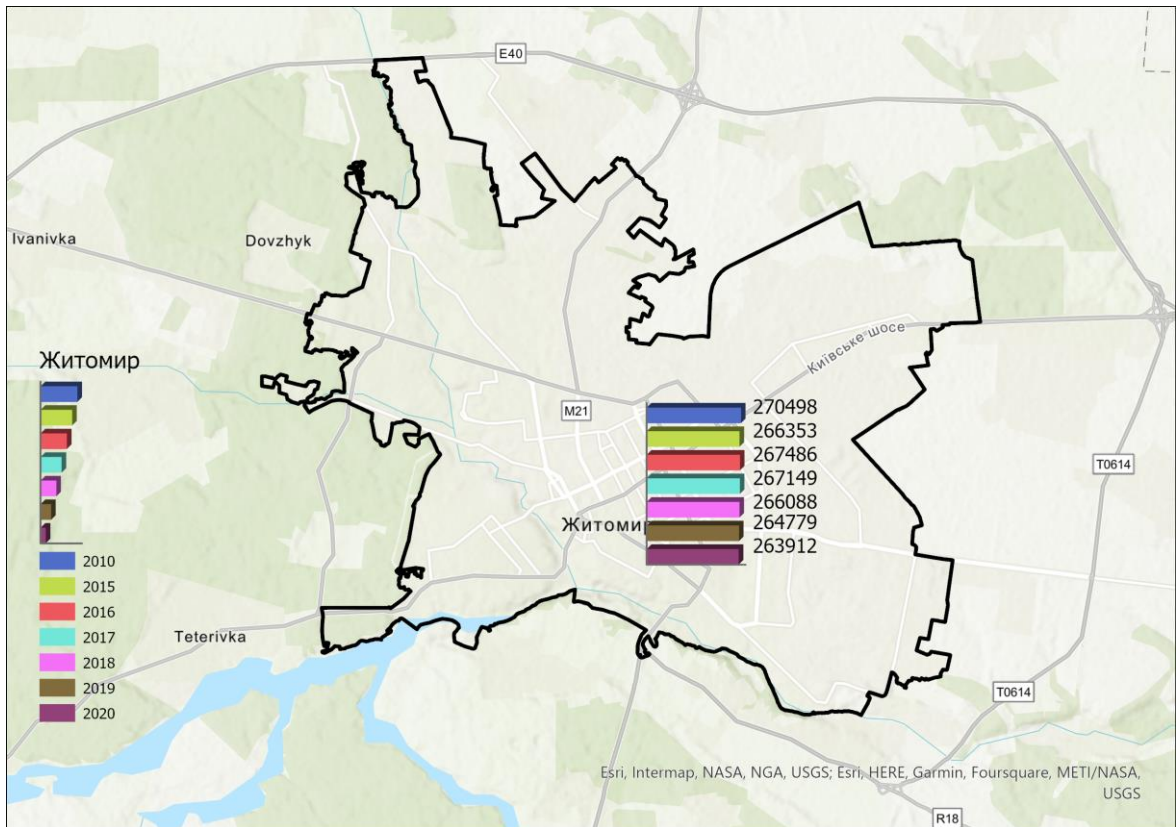 E40
Ivanivka
Dovzhyk
Київське шосе
Житомир
M21
270498
266353
267486
267149
266088
264779
263912
Житомир
T0614
2010
2015
2016
2017
2018
2019
2020
Teterivka
T0614
Esri, Intermap, NASA, NGA, USGS; Esri, HERE, Garmin, Foursquare, METI/NASA,
USGS
R18